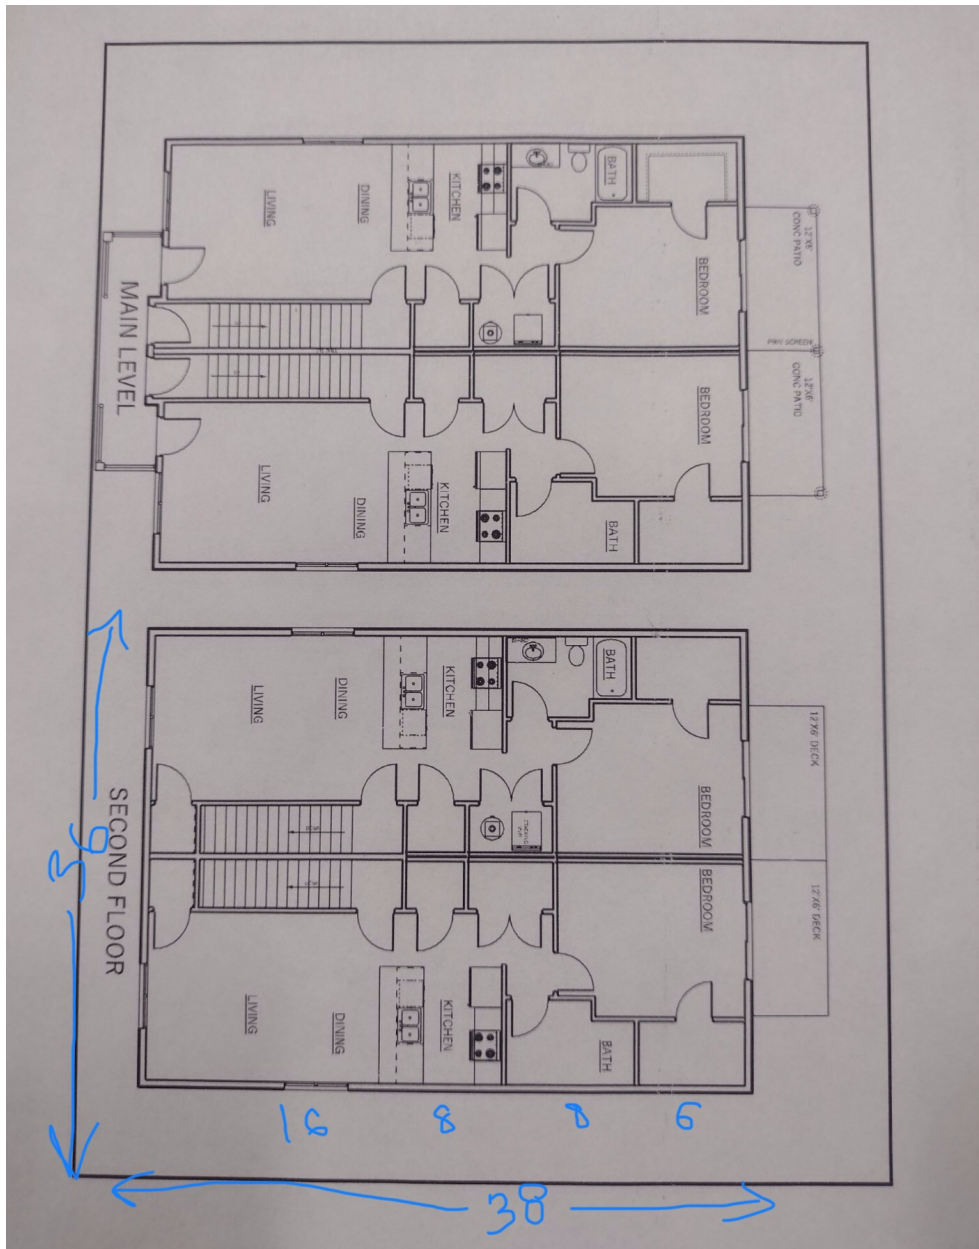 BATH
KITCHEN
LIVING
DINING
12'X6'
CONC PATIO
BEDROOM
MAIN LEVEL
PRIV SCREEN
12'X6'
CONC PATIO
BEDROOM
LIVING
DINING
KITCHEN
BATH
BATH
KITCHEN
DINING
LIVING
12'X6' DECK
BEDROOM
SECOND FLOOR
36
BEDROOM
12'X6' DECK
LIVING
DINING
KITCHEN
BATH
16
8
8
6
38